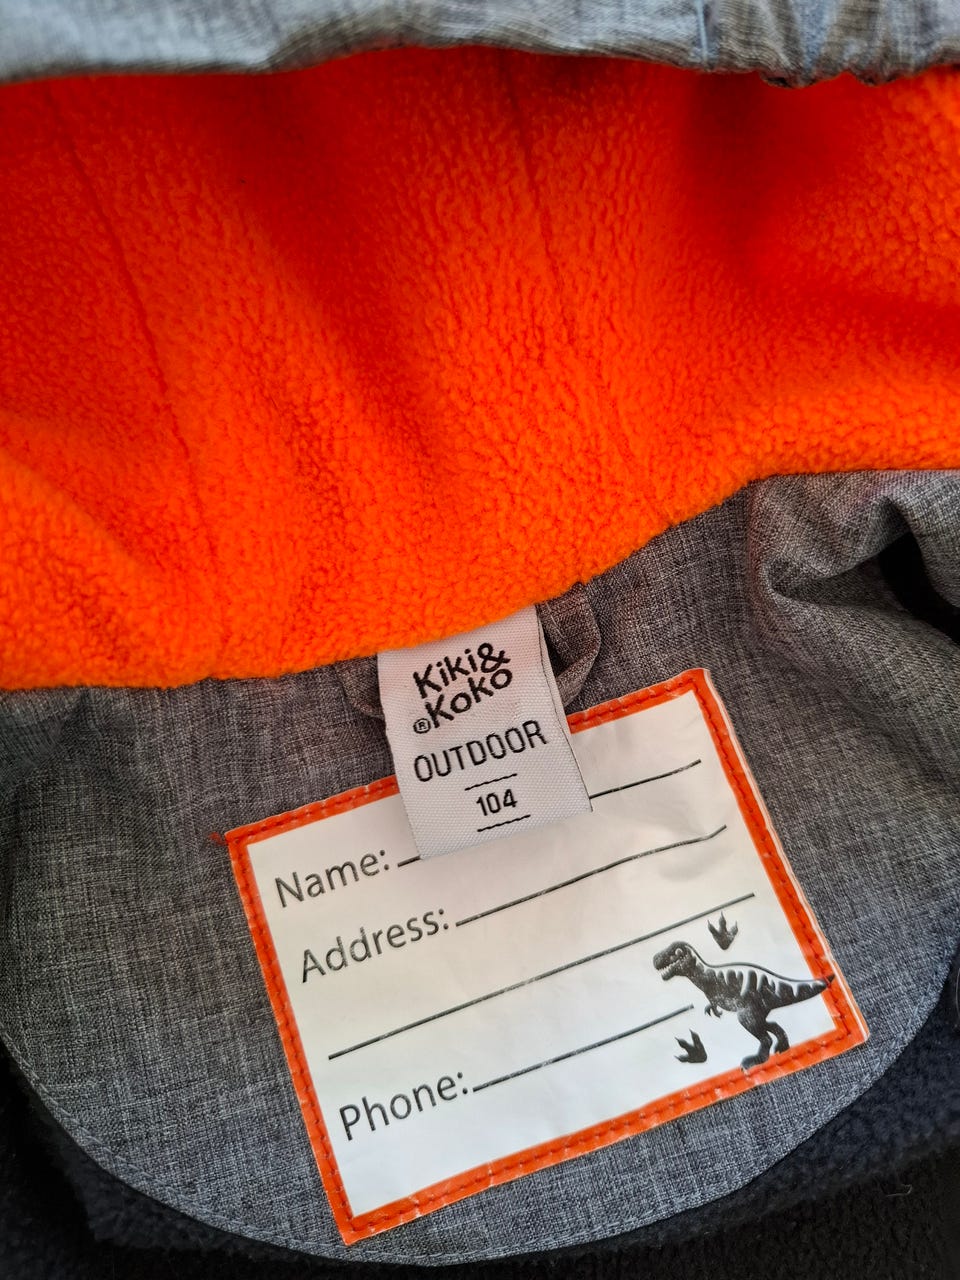 Kiki&
®Koko
OUTDOOR
104
Name:
Address:
Phone: